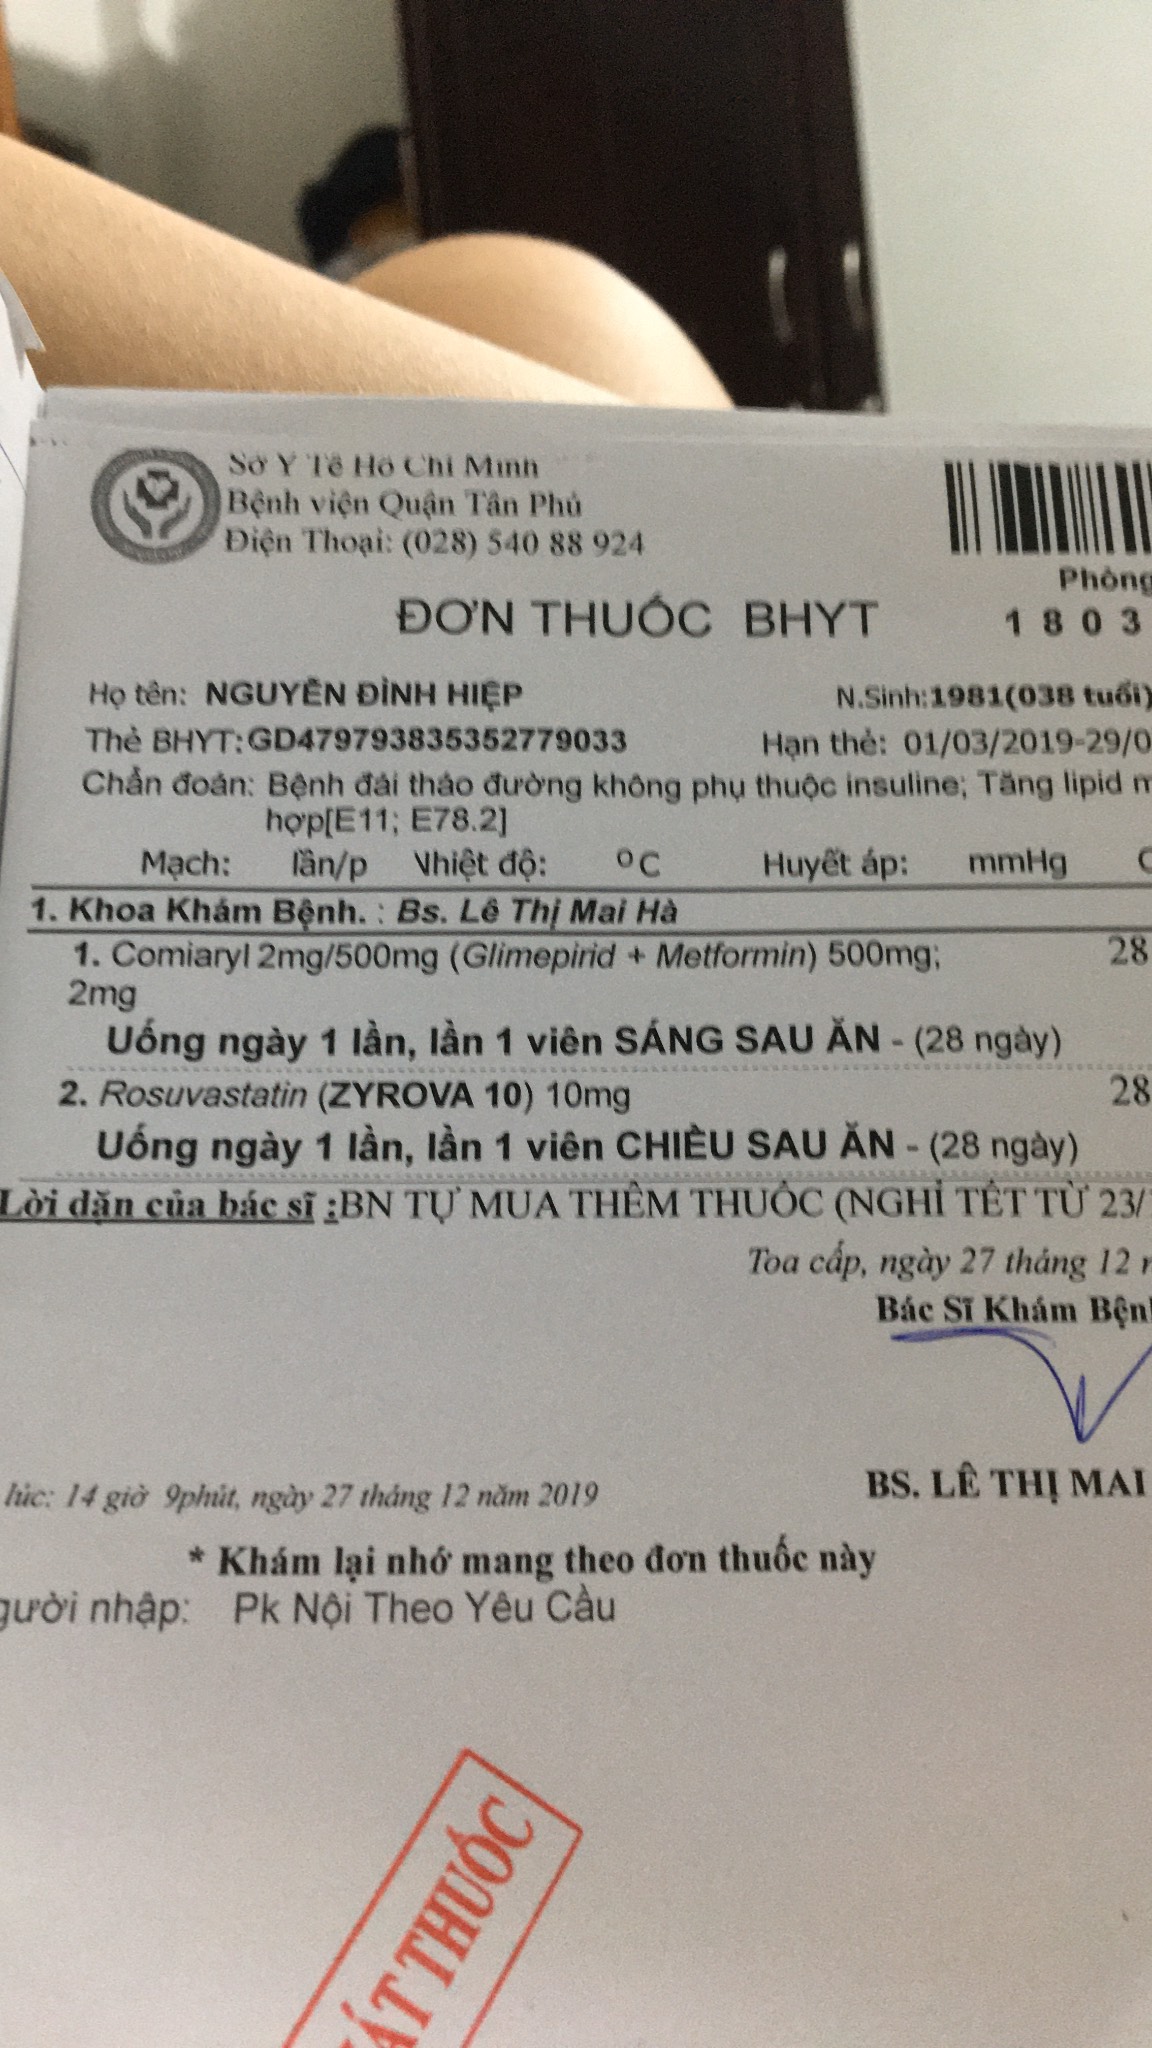 Sở Y Tế Hồ Chí Minh
Bệnh viện Quận Tân Phú
Điện Thoại: (028) 540 88 924
Phòng
1 8 0 3
ĐƠN THUỐC BHYT
Họ tên: NGUYỄN ĐÌNH HIỆP N.Sinh:1981(038 tuổi)
Thẻ BHYT:GD479793835352779033 Hạn thẻ: 01/03/2019-29/0
Chẩn đoán: Bệnh đái tháo đường không phụ thuộc insuline; Tăng lipid m
hợp[E11; E78.2]
Mạch: lần/p Nhiệt độ: °C Huyết áp: mmHg C
1. Khoa Khám Bệnh. : Bs. Lê Thị Mai Hà
1. Comiaryl 2mg/500mg (Glimepirid + Metformin) 500mg; 28
2mg
Uống ngày 1 lần, lần 1 viên SÁNG SAU ĂN - (28 ngày)
2. Rosuvastatin (ZYROVA 10) 10mg 28
Uống ngày 1 lần, lần 1 viên CHIỀU SAU ĂN - (28 ngày)
Lời dặn của bác sĩ :BN TỰ MUA THÊM THUỐC (NGHỈ TẾT TỪ 23/
Toa cấp, ngày 27 tháng 12 n
Bác Sĩ Khám Bệnh
BS. LÊ THỊ MAI
lúc: 14 giờ 9phút, ngày 27 tháng 12 năm 2019
* Khám lại nhớ mang theo đơn thuốc này
gười nhập: Pk Nội Theo Yêu Cầu
ÁT THUỐC